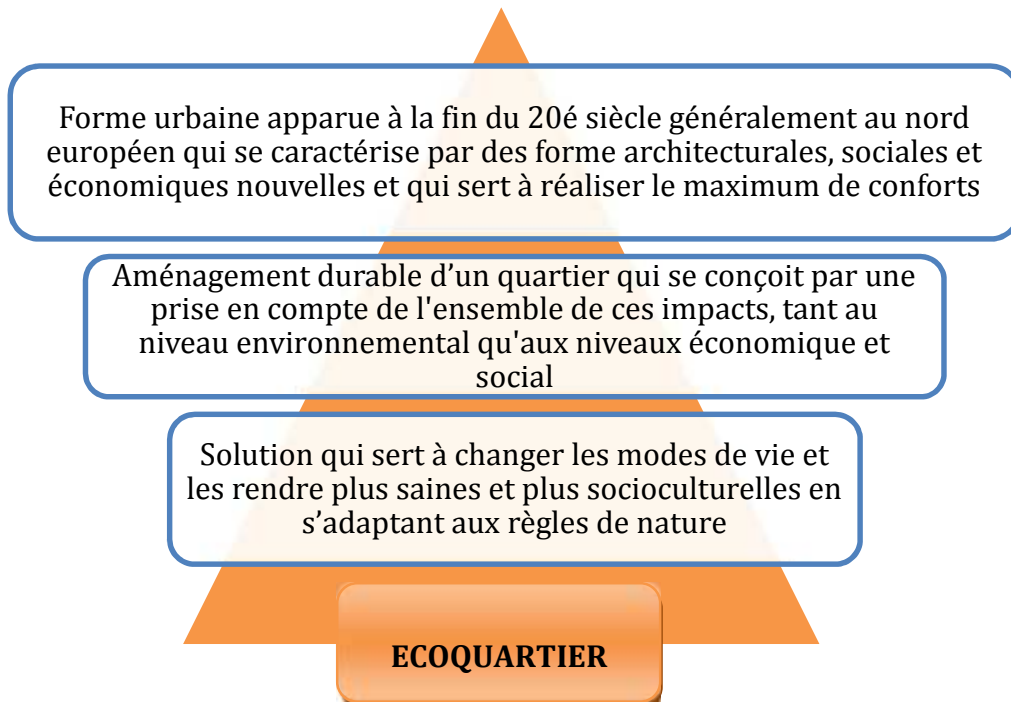 Forme urbaine apparue à la fin du 20é siècle généralement au nord
européen qui se caractérise par des forme architecturales, sociales et
économiques nouvelles et qui sert à réaliser le maximum de conforts
Aménagement durable d’un quartier qui se conçoit par une
prise en compte de l'ensemble de ces impacts, tant au
niveau environnemental qu'aux niveaux économique et
social
Solution qui sert à changer les modes de vie et
les rendre plus saines et plus socioculturelles en
s’adaptant aux règles de nature
ECOQUARTIER